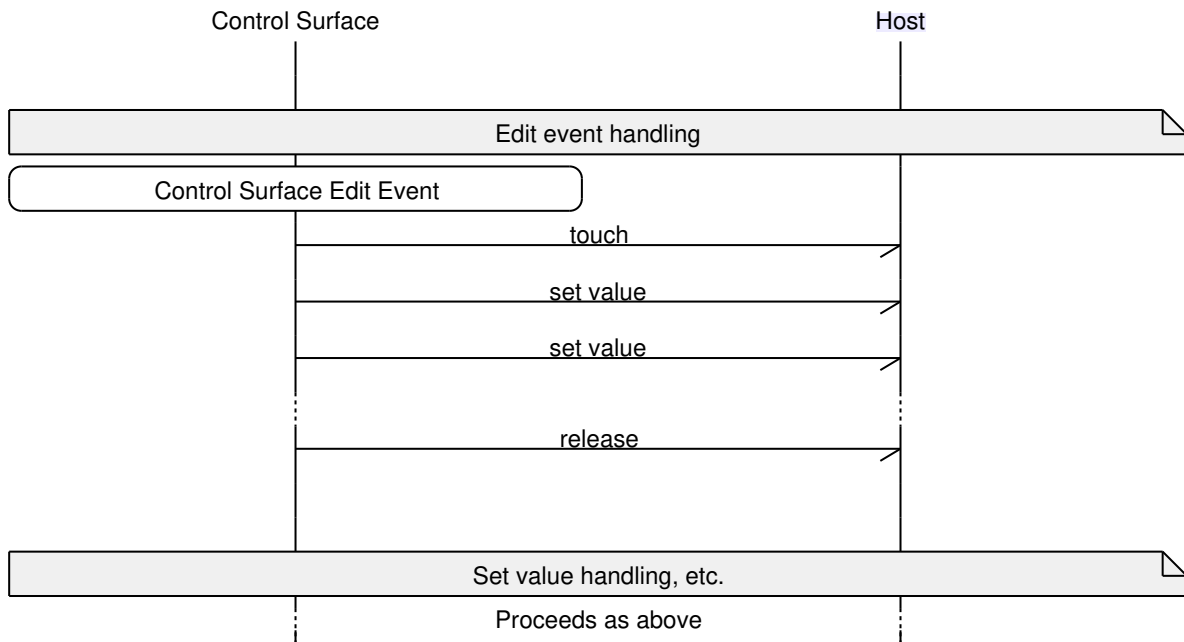 Control Surface
Host
Edit event handling
Control Surface Edit Event
touch
set value
set value
release
Set value handling, etc.
Proceeds as above